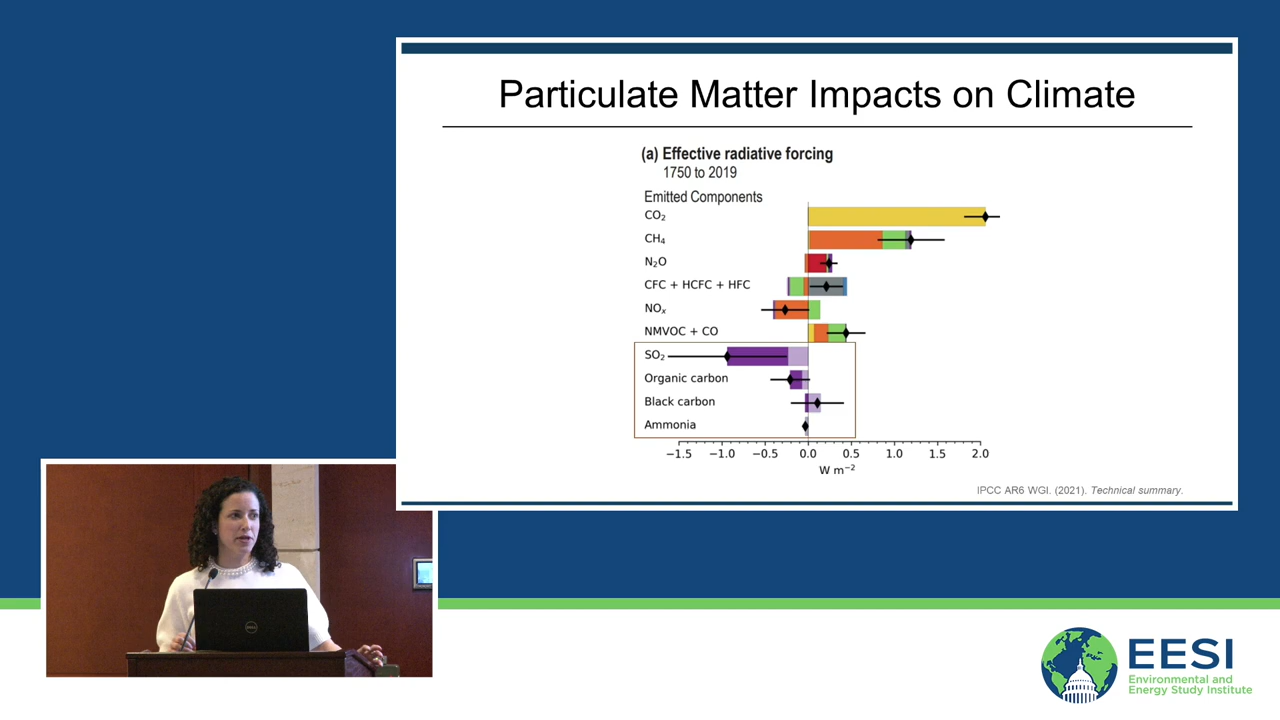 Particulate Matter Impacts on Climate
(a) Effective radiative forcing
1750 to 2019
Emitted Components
CO₂
CH₄
N₂O
CFC + HCFC + HFC
NOₓ
NMVOC + CO
SO₂
Organic carbon
Black carbon
Ammonia
−1.5 −1.0 −0.5 0.0 0.5 1.0 1.5 2.0
W m⁻²
IPCC AR6 WGI. (2021). Technical summary.
DELL
EESI
Environmental and
Energy Study Institute